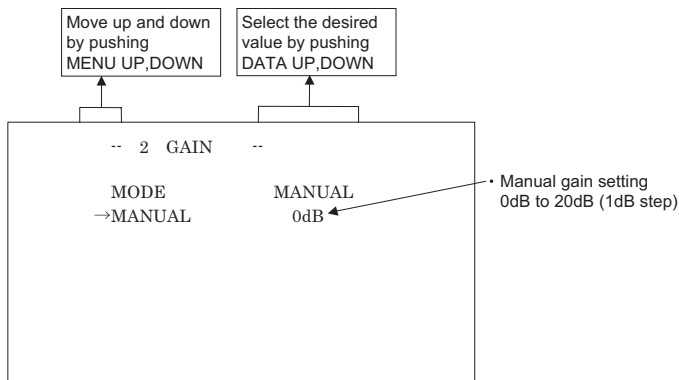 Move up and down
by pushing
MENU UP,DOWN
Select the desired
value by pushing
DATA UP,DOWN
-- 2 GAIN --
MODE MANUAL
→MANUAL 0dB
• Manual gain setting
0dB to 20dB (1dB step)